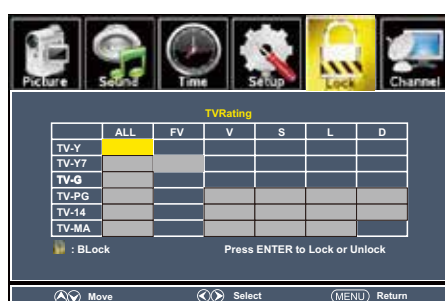 Picture Sound Time Setup Lock Channel
TVRating
ALL FV V S L D
TV-Y
TV-Y7
TV-G
TV-PG
TV-14
TV-MA
: BLock Press ENTER to Lock or Unlock
Move Select MENU Return